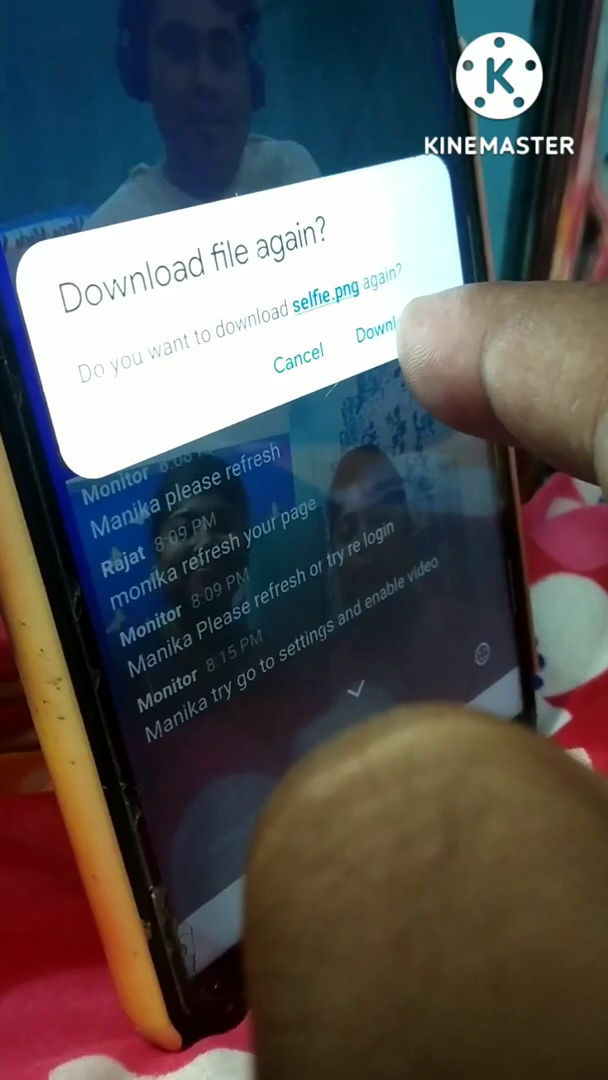 KINEMASTER
Download file again?
Do you want to download selfie.png again?
Cancel
Monitor
Manika please refresh
Rajat 8:09 PM
monika refresh your page
Monitor 8:09 PM
Manika Please refresh or try re login
Monitor 8:15 PM
Manika try go to settings and enable video